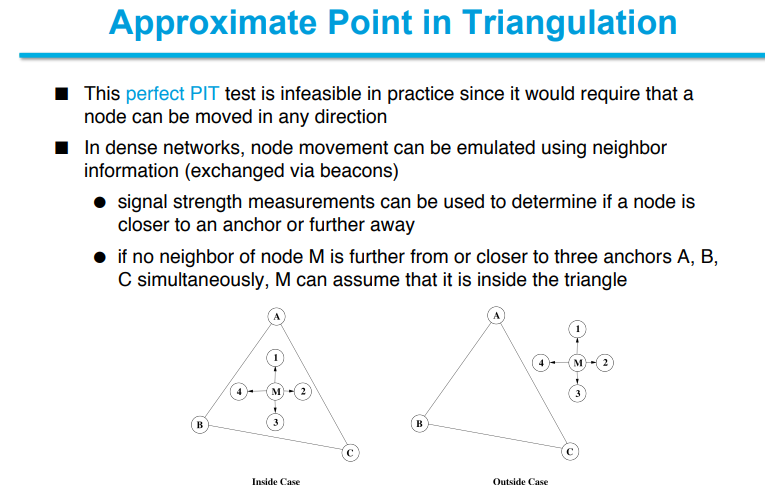 Approximate Point in Triangulation
■ This perfect PIT test is infeasible in practice since it would require that a
node can be moved in any direction
■ In dense networks, node movement can be emulated using neighbor
information (exchanged via beacons)
● signal strength measurements can be used to determine if a node is
closer to an anchor or further away
● if no neighbor of node M is further from or closer to three anchors A, B,
C simultaneously, M can assume that it is inside the triangle
A
1
4 M 2
3
B
C
Inside Case
A
1
4 M 2
3
B
C
Outside Case